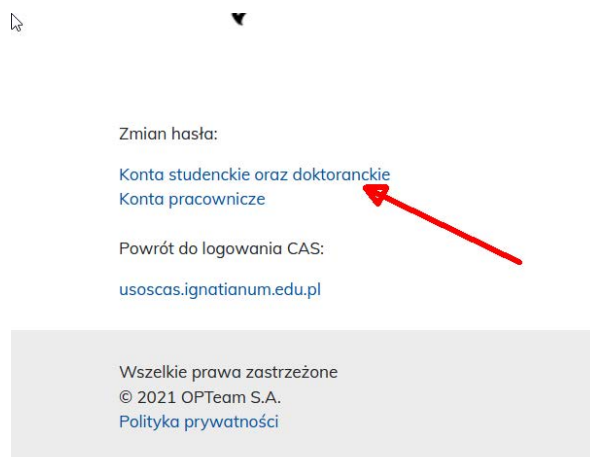 Zmian hasła:
Konta studenckie oraz doktoranckie
Konta pracownicze
Powrót do logowania CAS:
usoscas.ignatianum.edu.pl
Wszelkie prawa zastrzeżone
© 2021 OPTeam S.A.
Polityka prywatności